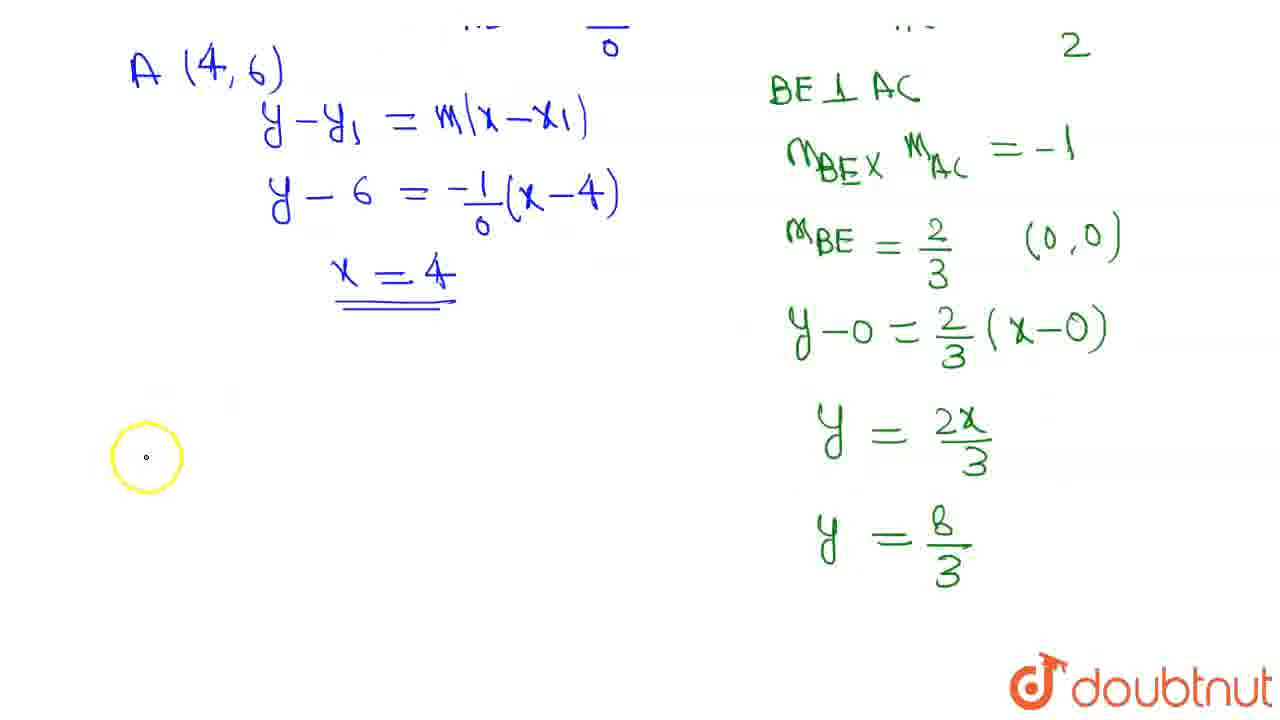 0
A (4, 6)
y - y₁ = m(x - x₁)
y - 6 = -1/0 (x - 4)
x = 4
2
BE ⊥ AC
m_BE × m_AC = -1
m_BE = 2/3 (0, 0)
y - 0 = 2/3 (x - 0)
y = 2x/3
y = 8/3
doubtnut